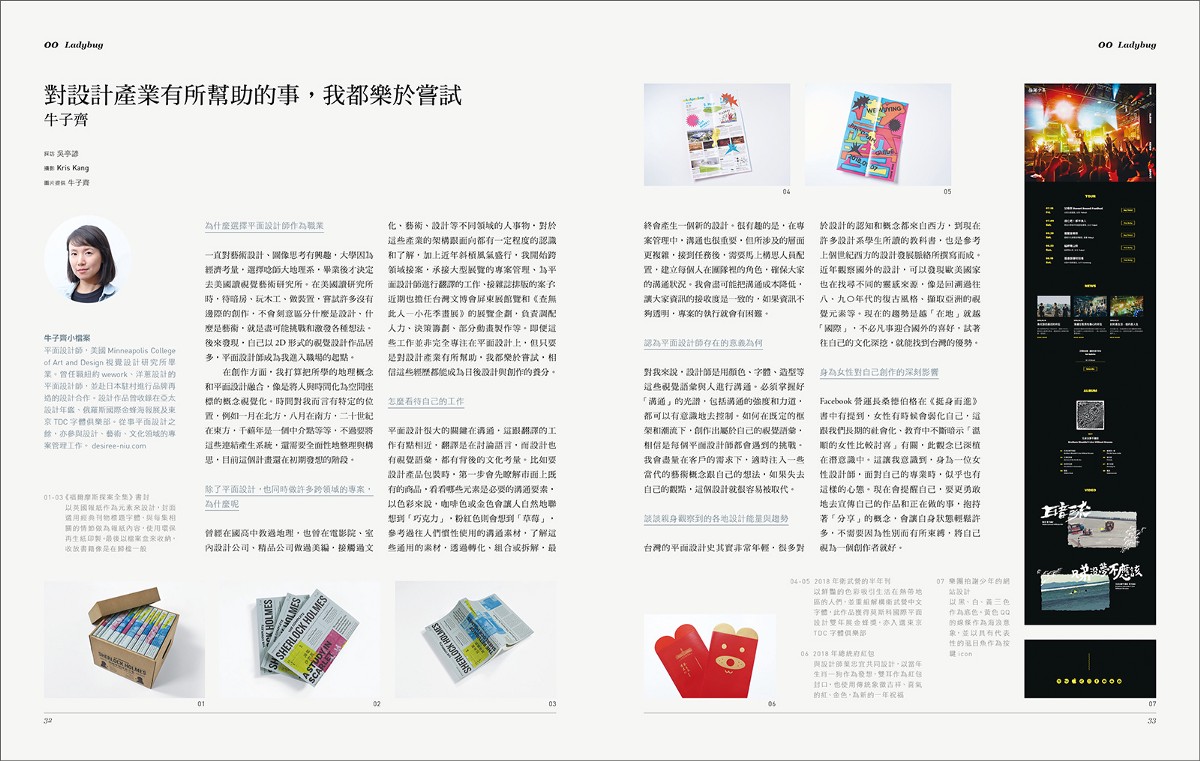 OO Ladybug
OO Ladybug
對設計產業有所幫助的事，我都樂於嘗試
牛子齊
採訪 吳亭諺
攝影 Kris Kang
圖片提供 牛子齊
牛子齊小檔案
平面設計師，美國 Minneapolis College
of Art and Design 視覺設計研究所畢
業。曾任職紐約 wework、洋蔥設計的
平面設計師，並赴日本駐村進行品牌再
造的設計合作。設計作品曾收錄在亞太
設計年鑑、俄羅斯國際金蜂海報展及東
京 TDC 字體俱樂部。從事平面設計之
餘，亦參與設計、藝術、文化領域的專
案管理工作。 desiree-niu.com
01-03《福爾摩斯探案全集》書封
以英國報紙作為元素來設計，封面
選用經典刊物標題字體，與每集相
關的情節做為報紙內容，使用環保
再生紙印製，最後以檔案盒來收納，
收放書籍像是在歸檔一般
為什麼選擇平面設計師作為職業
一直對藝術設計、圖像思考有興趣，大學時因
經濟考量，選擇唸師大地理系，畢業後才決定
去美國讀視覺藝術研究所。在美國讀研究所
時，待暗房、玩木工、做裝置，嘗試許多沒有
邊際的創作，不會刻意區分什麼是設計、什
麼是藝術，就是盡可能挑戰和激發各種想法。
後來發現，自己以 2D 形式的視覺設計作品居
多，平面設計師成為我進入職場的起點。
在創作方面，我打算把所學的地理概念
和平面設計融合，像是將人與時間化為空間座
標的概念視覺化。時間對我而言有特定的位
置，例如一月在北方，八月在南方，二十世紀
在東方，千禧年是一個中介點等等，不過要將
這些連結產生系統，還需要全面性地整理與構
思，目前這個計畫還在初期發想的階段。
除了平面設計，也同時做許多跨領域的專案，
為什麼呢
曾經在國高中教過地理，也曾在電影院、室
內設計公司、精品公司做過美編，接觸過文
化、藝術、設計、教育等領域的人事物，對於
這些產業的架構和面向都有一定程度的認識
和了解，加上近年斜槓風氣盛行，我開始跨
領域接案，承接策展或展覽的專案管理、為平
面設計師進行翻譯的工作、接雜誌排版的案子，
近期也擔任台灣文博會屏東展館暨和《查無
此人－小花計畫展》的展覽企劃，負責調配
人力、決策籌劃、部分動畫製作等。即便這
些工作的本位並不完全專注在平面設計上，但只要
是對設計產業有所幫助，我都樂於嘗試，相
信這些經歷都能成為日後設計與創作的養分。
怎麼看待自己的工作
平面設計很大的關鍵在溝通，這跟翻譯的工
作有點相近，翻譯是在討論語言，而設計也
有設計語彙，都有背後的文化考量。比如要
設計食品包裝時，第一步會先瞭解市面上既
有的商品，看看哪些元素是必要的溝通要素，
以色彩來說，咖啡色或金色會讓人自然地聯
想到「巧克力」，粉紅色則會想到「草莓」。
參考過往人們慣性使用的溝通素材，了解這
些通用的素材，透過轉化、組合或拆解，最
後會產生一個新的設計。很有趣的是，在專
案管理中，溝通也很重要，但所涉及的層面
更複雜，接到任務後，需要馬上構思人員配
置、建立每個人在團隊裡的角色，確保大家
的溝通狀況。我會盡可能把溝通成本降低，
讓大家資訊的接收度是一致的，如果資訊不
夠透明，專案的執行就會有困難。
認為平面設計師存在的意義為何
對我來說，設計師是用顏色、字體、造型等
這些視覺語彙與人進行溝通。必須掌握好
「溝通」的光譜，包括溝通的強度和力道，
都可以有意識地去控制。如何在既定的框
架和潮流下，創作出屬於自己的視覺語彙，
相信是每個平面設計師都會遇到的挑戰。
除了商量在客戶的需求上，適時注入一些
當代的新概念跟自己的想法，如果失去
自己的觀點，這個設計就很容易被取代。
談談親身觀察到的各地設計能量與趨勢
台灣的平面設計史其實非常年輕，很多對
於設計的認知和概念都來自西方，到現在
許多設計系學生所讀的教科書，也是參考
上個世紀西方的設計發展脈絡所撰寫而成。
近年觀察國外的設計，可以發現歐美國家
也在找尋不同的靈感來源，像是回溯過往
八、九〇年代的復古風格、擷取亞洲的視
覺元素等。現在的趨勢是越「在地」就越
「國際」，不必凡事迎合國外的喜好，試著
往自己的文化深挖，就能找到台灣的優勢。
身為女性對自己創作的深刻影響
Facebook 營運長桑德伯格在《挺身而進》
書中有提到，女性有時候會弱化自己，這
跟我們長期的社會化、教育中不斷暗示「溫
柔的女性比較討喜」有關，此觀念已深植
在潛意識中。這讓我意識到，身為一位女
性設計師，面對自己的專業時，似乎也有
這樣的心態。現在會提醒自己，要更勇敢
地去宣傳自己的作品和正在做的事，抱持
著「分享」的概念，會讓自身狀態輕鬆許
多，不需要因為性別而有所束縛，將自己
視為一個創作者就好。
04
05
04-05 2018 年衛武營的半年刊
以鮮豔的色彩吸引生活在熱帶地
區的人們，並重組解構衛武營中文
字體，此作品獲得莫斯科國際平面
設計雙年展金蜂獎，亦入選東京
TDC 字體俱樂部
06 2018 年總統府紅包
與設計師葉忠宜共同設計，以當年
生肖－狗作為發想，雙耳作為紅包
封口，也使用傳統象徵吉祥、喜氣
的紅、金色，為新的一年祝福
07 樂團拍謝少年的網
站設計
以黑、白、黃三色
作為底色，黃色 QQ
的線條作為海浪意
象，並以具有代表
性的虱目魚作為按
鍵 icon
TOUR
NEWS
ALBUM
VIDEO
01
02
03
06
07
32
33